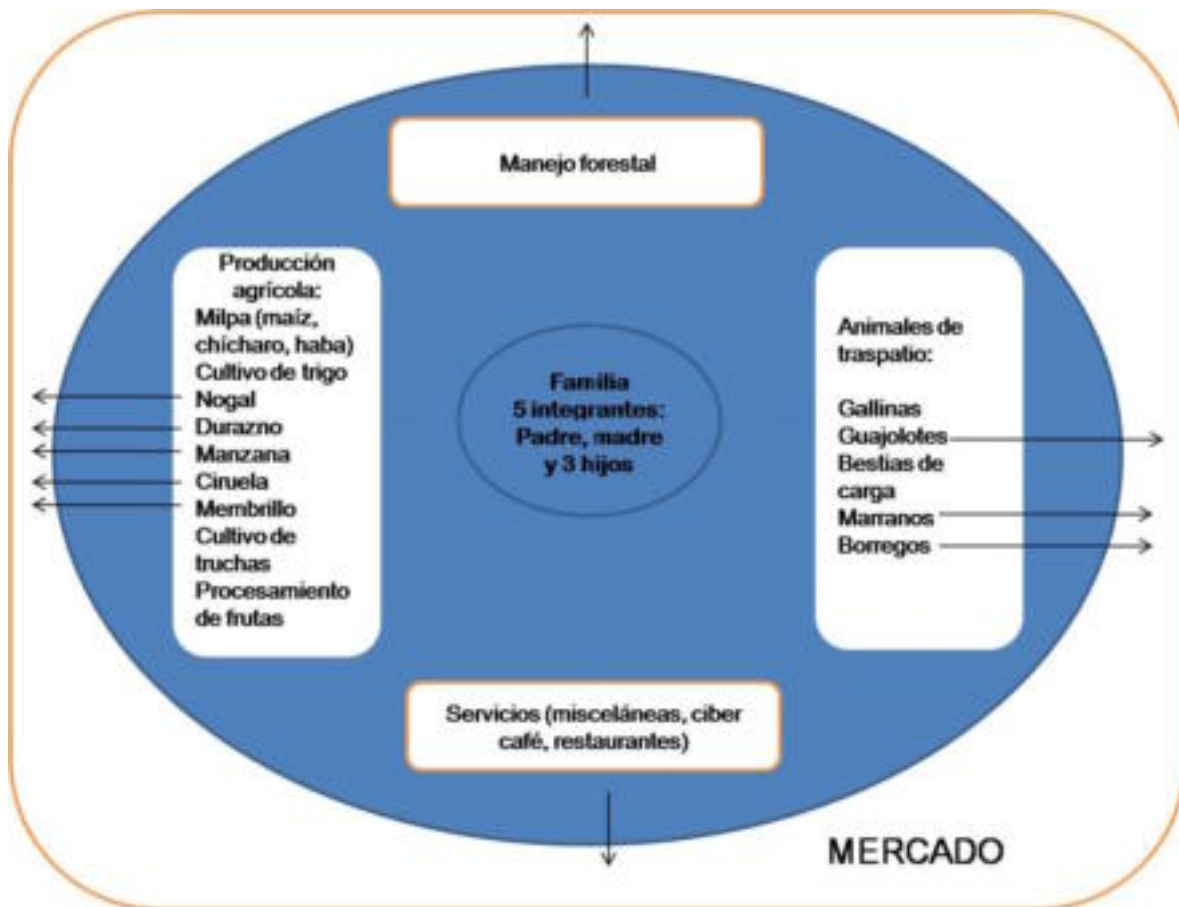 Manejo forestal
Producción
agrícola:
Milpa (maíz,
chícharo, haba)
Cultivo de trigo
Nogal
Durazno
Manzana
Ciruela
Membrillo
Cultivo de
truchas
Procesamiento
de frutas
Familia
5 integrantes:
Padre, madre
y 3 hijos
Animales de
traspatio:
Gallinas
Guajolotes
Bestias de
carga
Marranos
Borregos
Servicios (misceláneas, ciber
café, restaurantes)
MERCADO